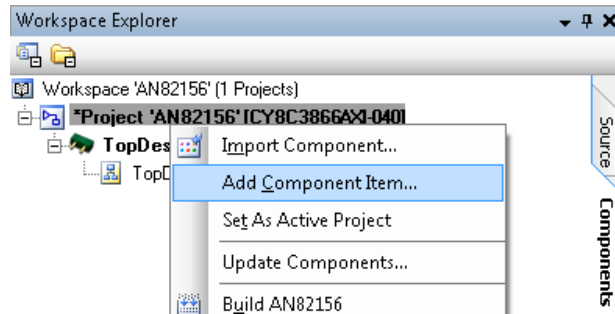 Workspace Explorer
Workspace 'AN82156' (1 Projects)
*Project 'AN82156' [CY8C3866AXI-040]
TopDes
TopD
Import Component...
Add Component Item...
Set As Active Project
Update Components...
Build AN82156
Source
Components